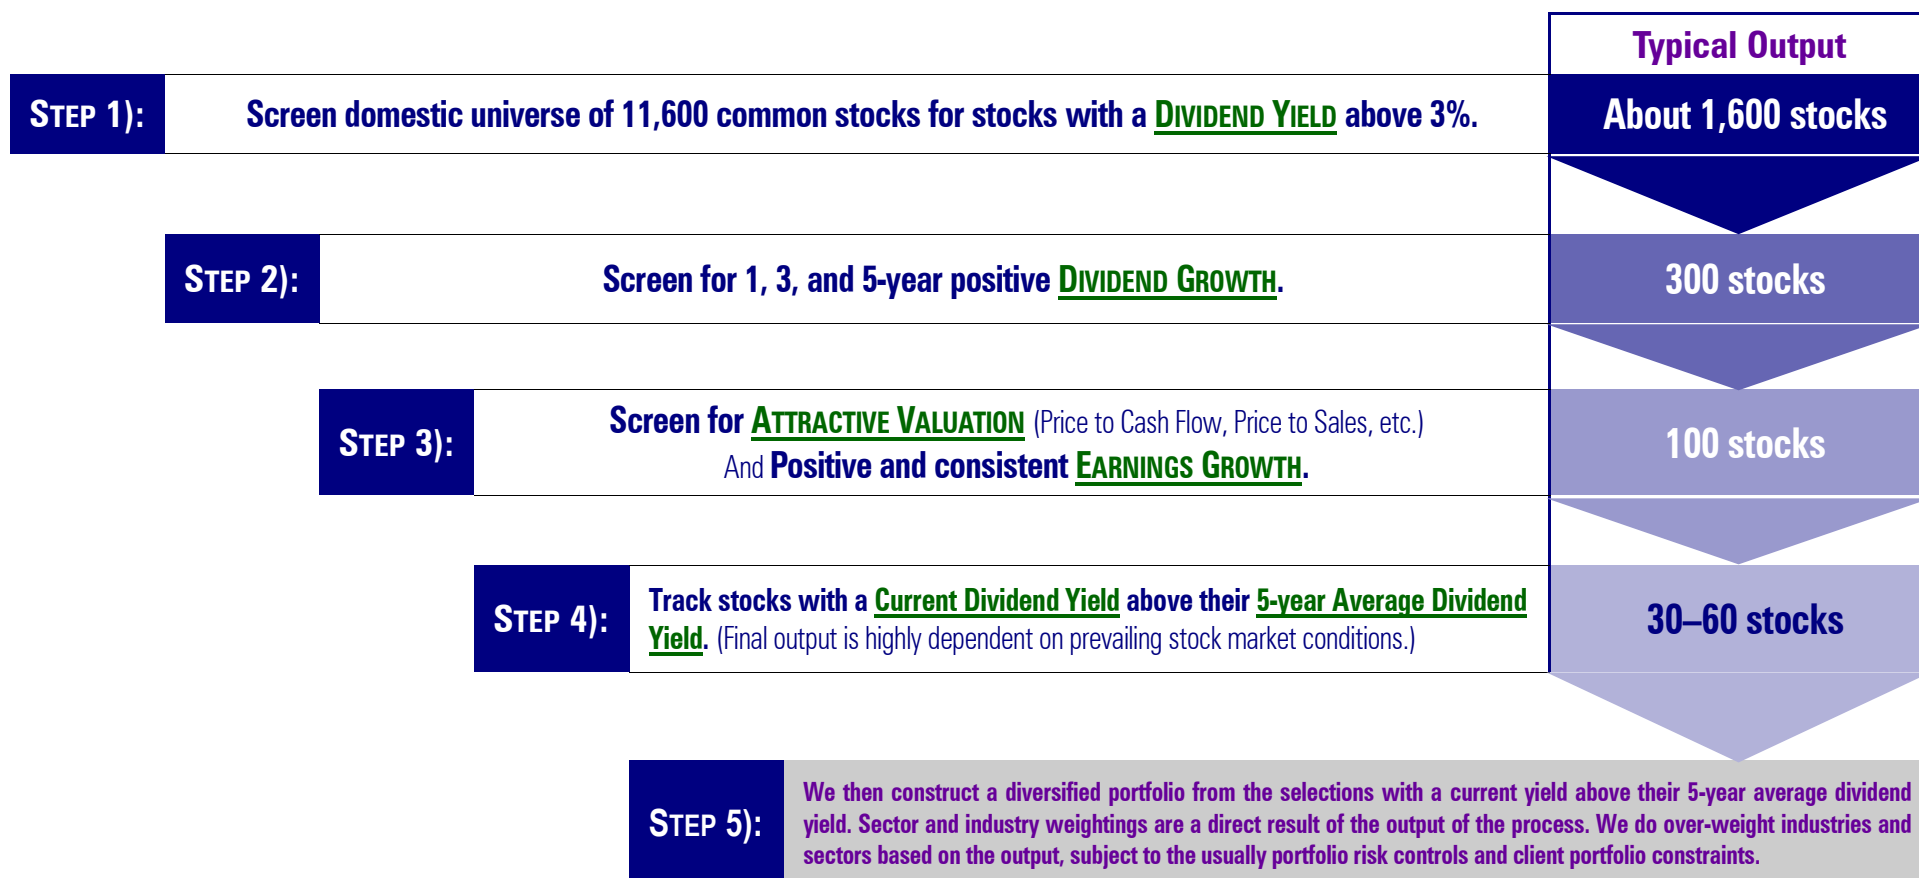 Typical Output
STEP 1):
Screen domestic universe of 11,600 common stocks for stocks with a DIVIDEND YIELD above 3%.
About 1,600 stocks
STEP 2):
Screen for 1, 3, and 5-year positive DIVIDEND GROWTH.
300 stocks
STEP 3):
Screen for ATTRACTIVE VALUATION (Price to Cash Flow, Price to Sales, etc.)
And Positive and consistent EARNINGS GROWTH.
100 stocks
STEP 4):
Track stocks with a Current Dividend Yield above their 5-year Average Dividend
Yield. (Final output is highly dependent on prevailing stock market conditions.)
30–60 stocks
STEP 5):
We then construct a diversified portfolio from the selections with a current yield above their 5-year average dividend
yield. Sector and industry weightings are a direct result of the output of the process. We do over-weight industries and
sectors based on the output, subject to the usually portfolio risk controls and client portfolio constraints.